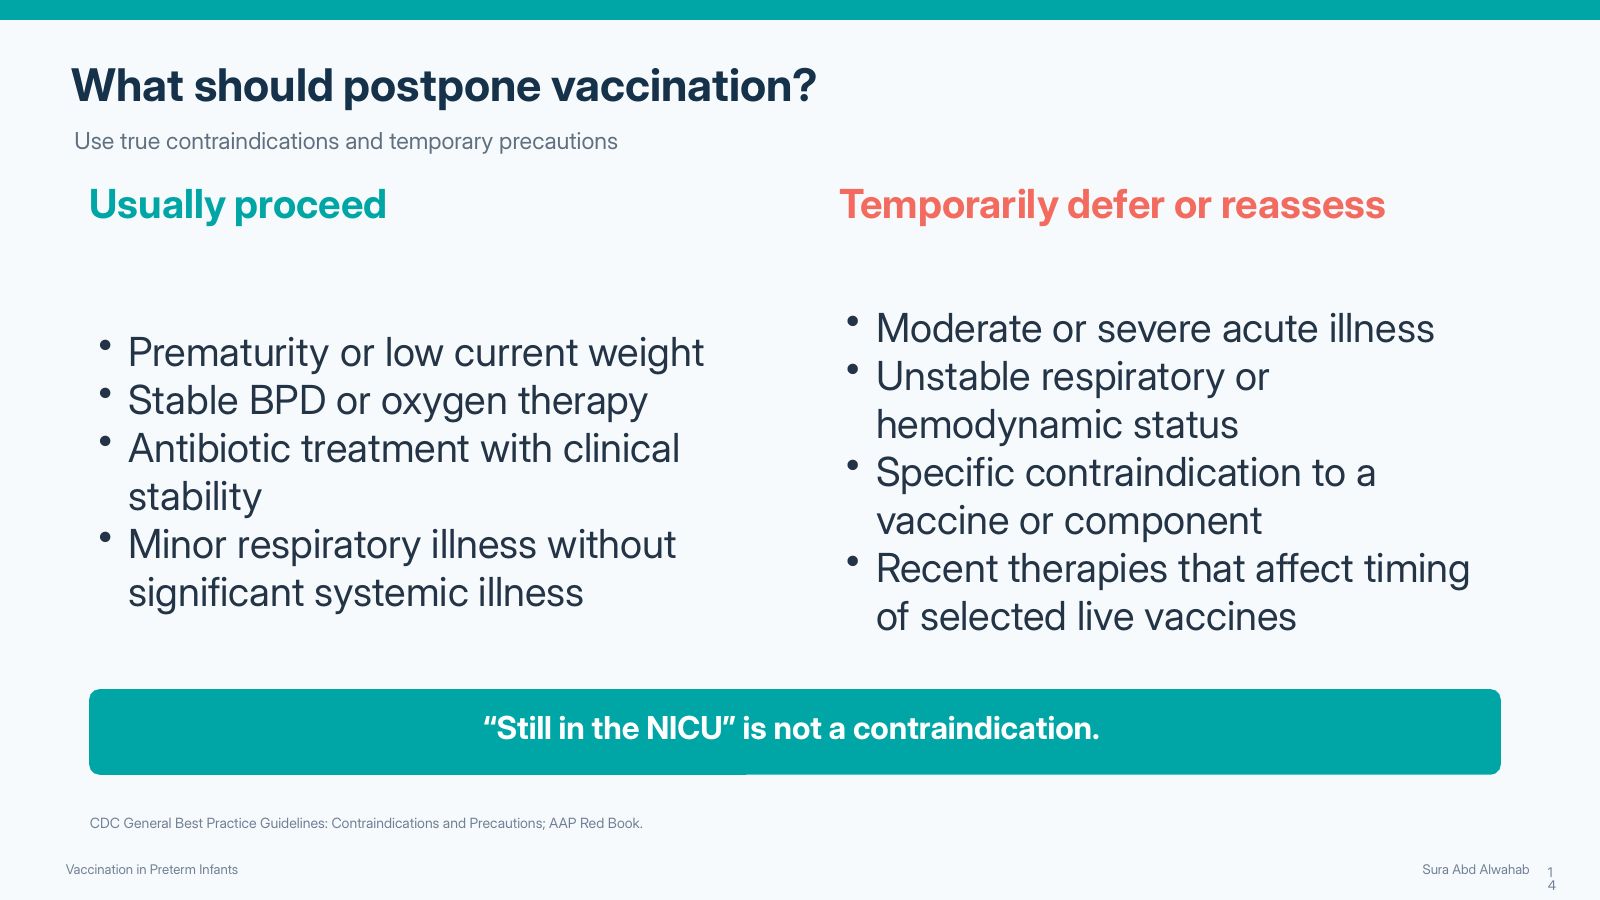 What should postpone vaccination?
Use true contraindications and temporary precautions
Usually proceed
• Prematurity or low current weight
• Stable BPD or oxygen therapy
• Antibiotic treatment with clinical
stability
• Minor respiratory illness without
significant systemic illness
Temporarily defer or reassess
• Moderate or severe acute illness
• Unstable respiratory or
hemodynamic status
• Specific contraindication to a
vaccine or component
• Recent therapies that affect timing
of selected live vaccines
“Still in the NICU” is not a contraindication.
CDC General Best Practice Guidelines: Contraindications and Precautions; AAP Red Book.
Vaccination in Preterm Infants
Sura Abd Alwahab
1
4